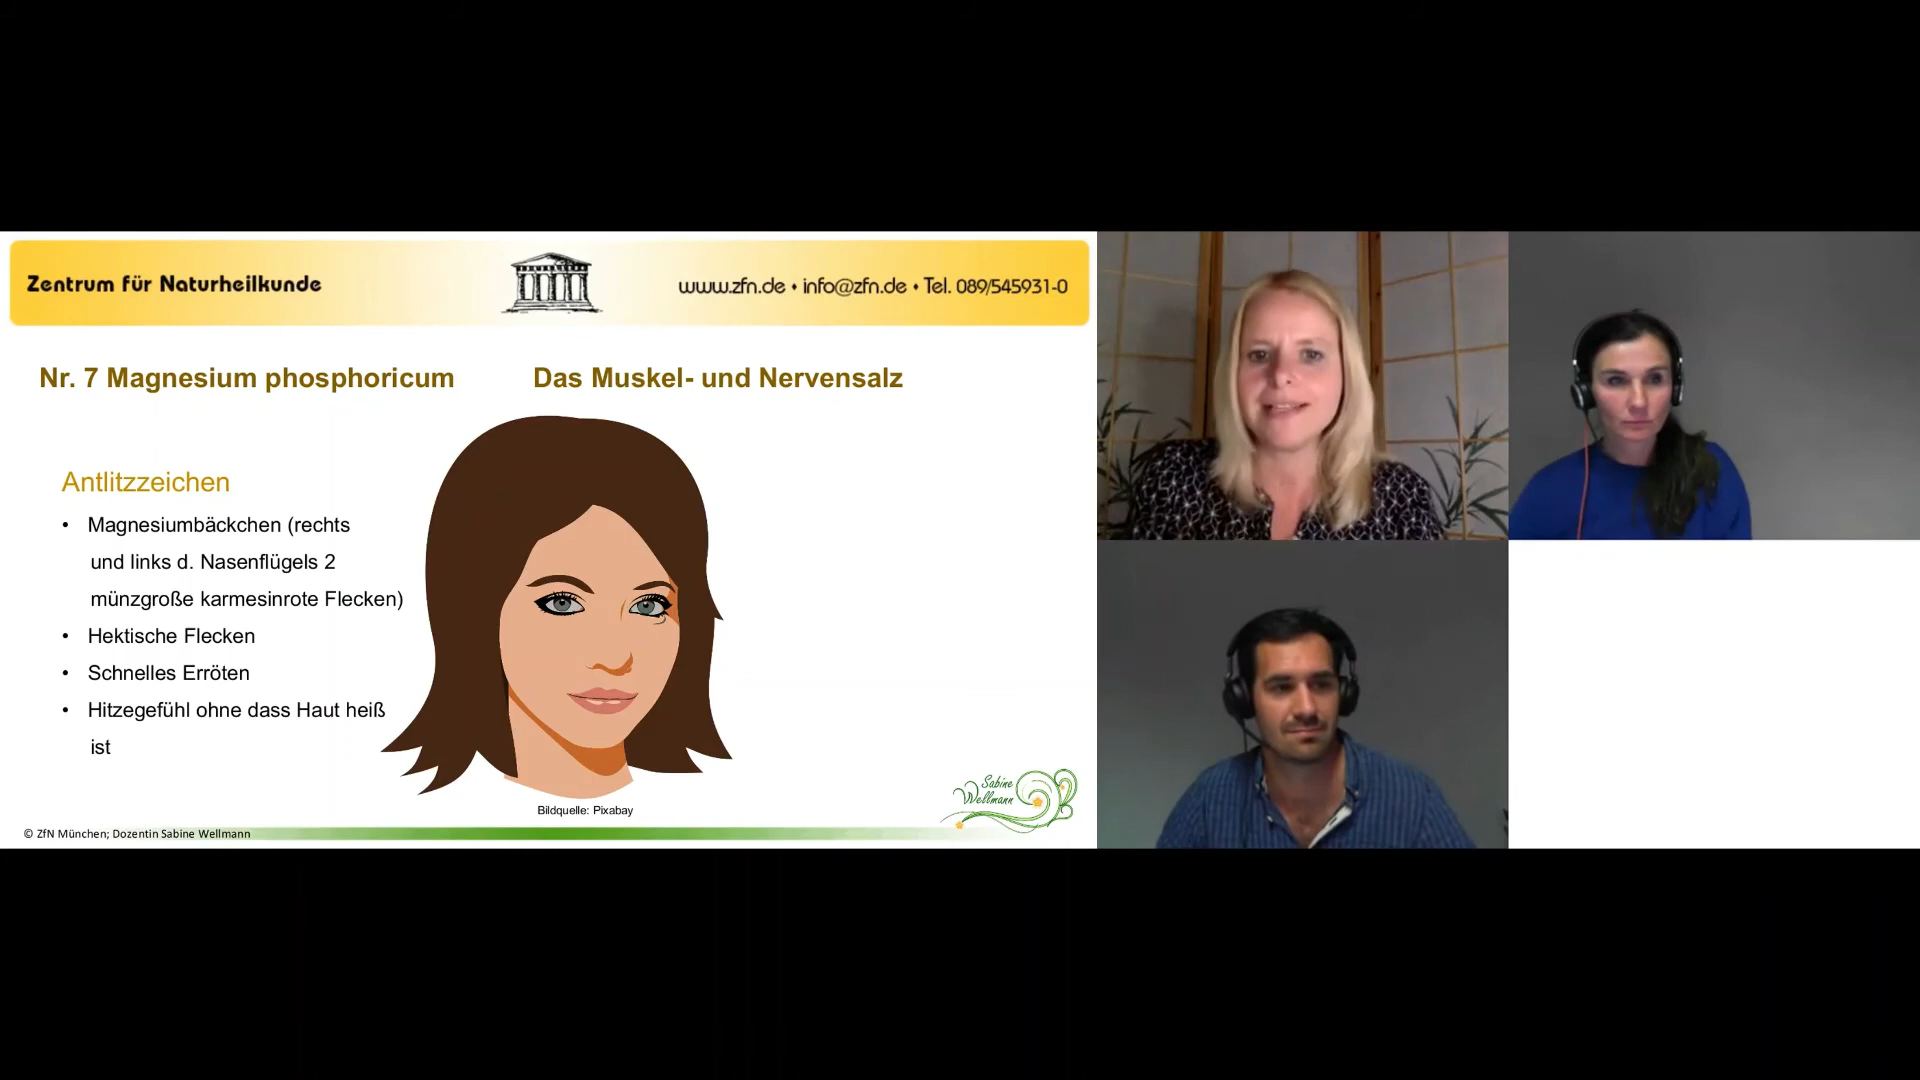 Zentrum für Naturheilkunde
www.zfn.de • info@zfn.de • Tel. 089/545931-0
Nr. 7 Magnesium phosphoricum
Das Muskel- und Nervensalz
Antlitzzeichen
• Magnesiumbäckchen (rechts
und links d. Nasenflügels 2
münzgroße karmesinrote Flecken)
• Hektische Flecken
• Schnelles Erröten
• Hitzegefühl ohne dass Haut heiß
ist
Bildquelle: Pixabay
Sabine
Wellmann
© ZfN München; Dozentin Sabine Wellmann